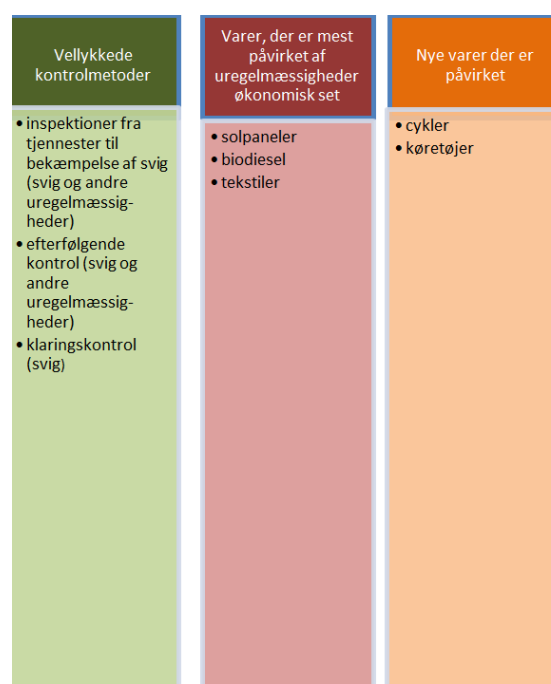 Vellykkede
kontrolmetoder
• inspektioner fra
tjennester til
bekæmpelse af svig
(svig og andre
uregelmæssig-
heder)
• efterfølgende
kontrol (svig og
andre
uregelmæssig-
heder)
• klaringskontrol
(svig)
Varer, der er mest
påvirket af
uregelmæssigheder
økonomisk set
• solpaneler
• biodiesel
• tekstiler
Nye varer der er
påvirket
• cykler
• køretøjer